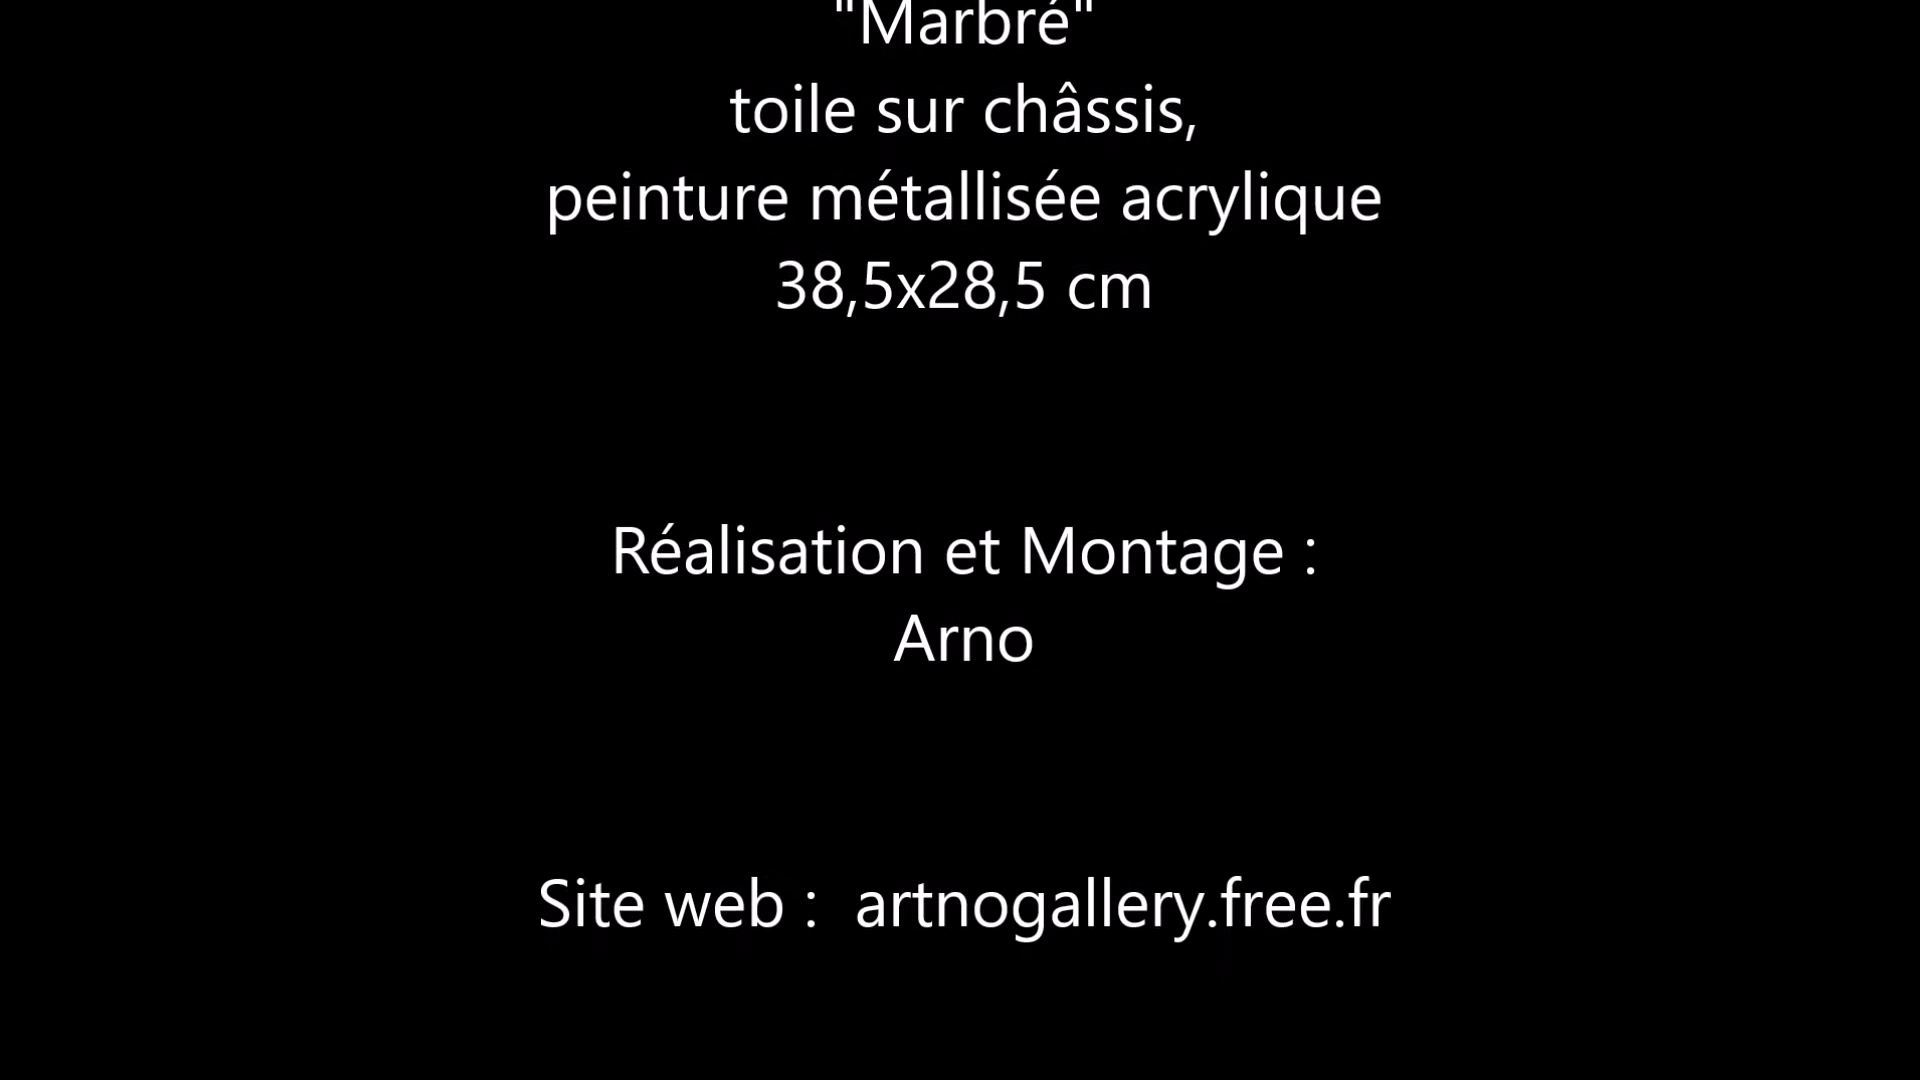 "Marbré"
toile sur châssis,
peinture métallisée acrylique
38,5x28,5 cm
Réalisation et Montage :
Arno
Site web :  artnogallery.free.fr